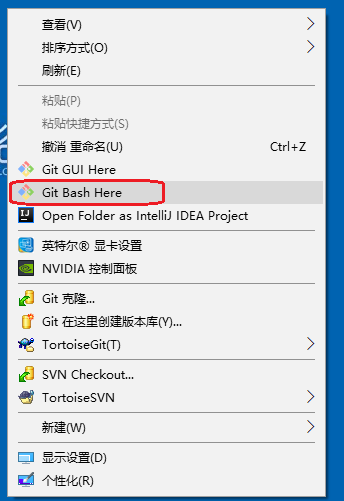 查看(V)
排序方式(O)
刷新(E)
粘贴(P)
粘贴快捷方式(S)
撤消 重命名(U) Ctrl+Z
Git GUI Here
Git Bash Here
Open Folder as IntelliJ IDEA Project
英特尔® 显卡设置
NVIDIA 控制面板
Git 克隆...
Git 在这里创建版本库(Y)...
TortoiseGit(T)
SVN Checkout...
TortoiseSVN
新建(W)
显示设置(D)
个性化(R)